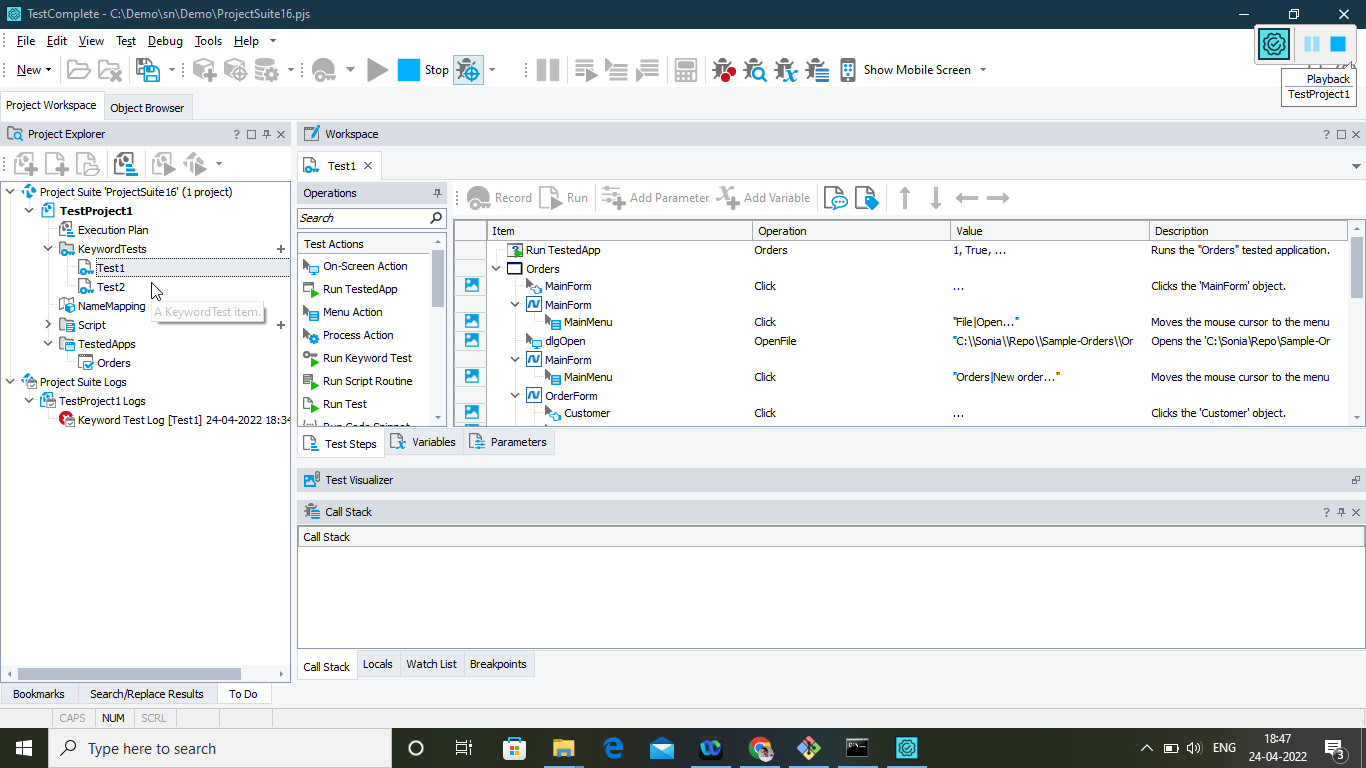 TestComplete - C:\Demo\sn\Demo\ProjectSuite16.pjs
File Edit View Test Debug Tools Help
New Stop Show Mobile Screen
Playback
TestProject1
Project Workspace Object Browser
Project Explorer ?
Workspace ?
Test1
Project Suite 'ProjectSuite16' (1 project)
TestProject1
Execution Plan
KeywordTests
Test1
Test2
NameMapping
A KeywordTest item.
Script
TestedApps
Orders
Project Suite Logs
TestProject1 Logs
Keyword Test Log [Test1] 24-04-2022 18:34
Operations
Search
Test Actions
On-Screen Action
Run TestedApp
Menu Action
Process Action
Run Keyword Test
Run Script Routine
Run Test
Run Code Snippet
Record Run Add Parameter Add Variable
Item Operation Value Description
Run TestedApp Orders 1, True, ... Runs the "Orders" tested application.
Orders
MainForm Click ... Clicks the 'MainForm' object.
MainForm
MainMenu Click "File|Open..." Moves the mouse cursor to the menu
dlgOpen OpenFile "C:\\Sonia\\Repo\\Sample-Orders\\Or Opens the 'C:\Sonia\Repo\Sample-Or
MainForm
MainMenu Click "Orders|New order..." Moves the mouse cursor to the menu
OrderForm
Customer Click ... Clicks the 'Customer' object.
Test Steps Variables Parameters
Test Visualizer
Call Stack ?
Call Stack
Call Stack Locals Watch List Breakpoints
Bookmarks Search/Replace Results To Do
CAPS NUM SCRL
Type here to search
ENG
18:47
24-04-2022
3